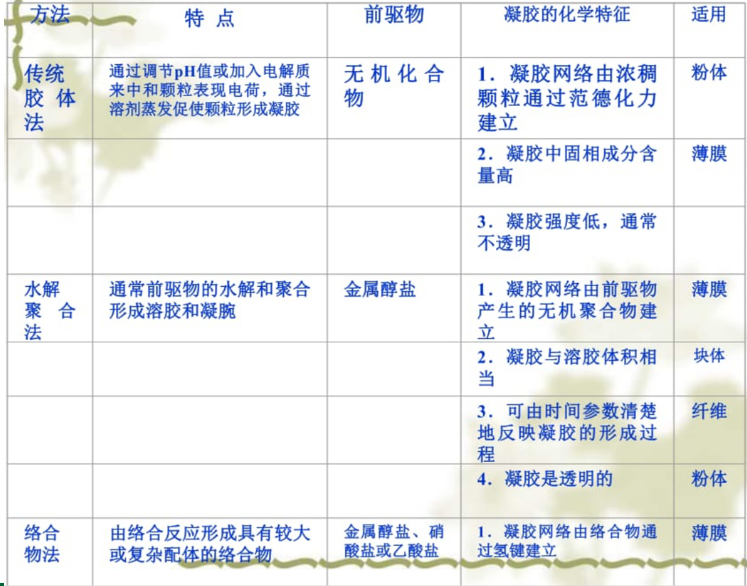 方法 特 点 前驱物 凝胶的化学特征 适用
传统
胶 体
法
通过调节pH值或加入电解质
来中和颗粒表现电荷，通过
溶剂蒸发促使颗粒形成凝胶
无 机 化 合
物
1．凝胶网络由浓稠
颗粒通过范德化力
建立
粉体
2．凝胶中固相成分含
量高
薄膜
3．凝胶强度低，通常
不透明
水解
聚 合
法
通常前驱物的水解和聚合
形成溶胶和凝腕
金属醇盐
1．凝胶网络由前驱物
产生的无机聚合物建
立
薄膜
2．凝胶与溶胶体积相
当
块体
3．可由时间参数清楚
地反映凝胶的形成过
程
纤维
4．凝胶是透明的
粉体
络合
物法
由络合反应形成具有较大
或复杂配体的络合物
金属醇盐、硝
酸盐或乙酸盐
1．凝胶网络由络合物通
过氢键建立
薄膜